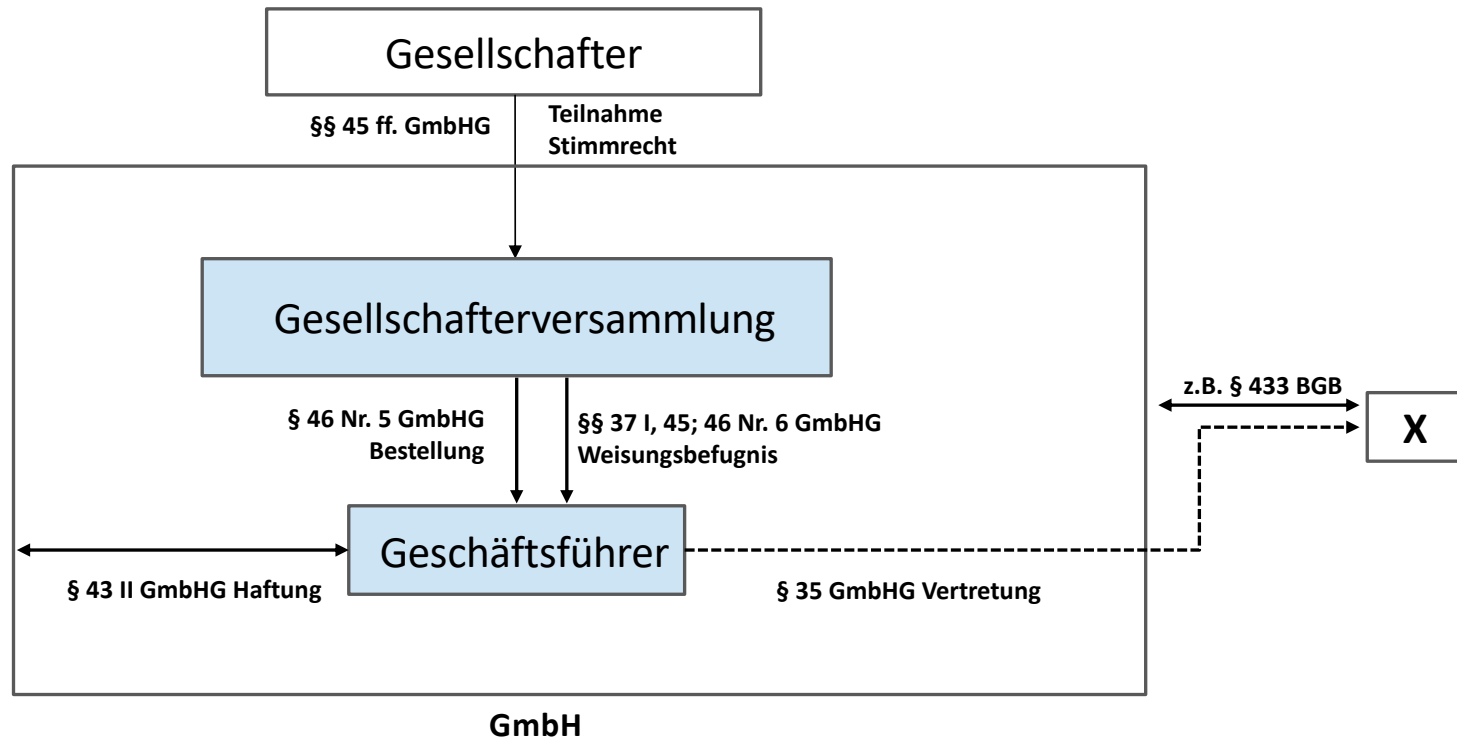 Gesellschafter
§§ 45 ff. GmbHG
Teilnahme
Stimmrecht
Gesellschafterversammlung
§ 46 Nr. 5 GmbHG
Bestellung
§§ 37 I, 45; 46 Nr. 6 GmbHG
Weisungsbefugnis
z.B. § 433 BGB
X
Geschäftsführer
§ 43 II GmbHG Haftung
§ 35 GmbHG Vertretung
GmbH